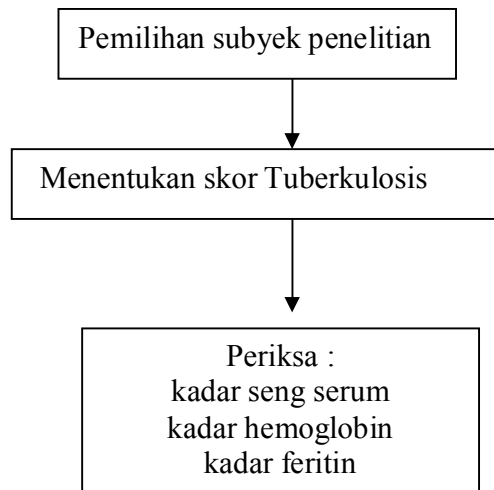 Pemilihan subyek penelitian
Menentukan skor Tuberkulosis
Periksa :
kadar seng serum
kadar hemoglobin
kadar feritin